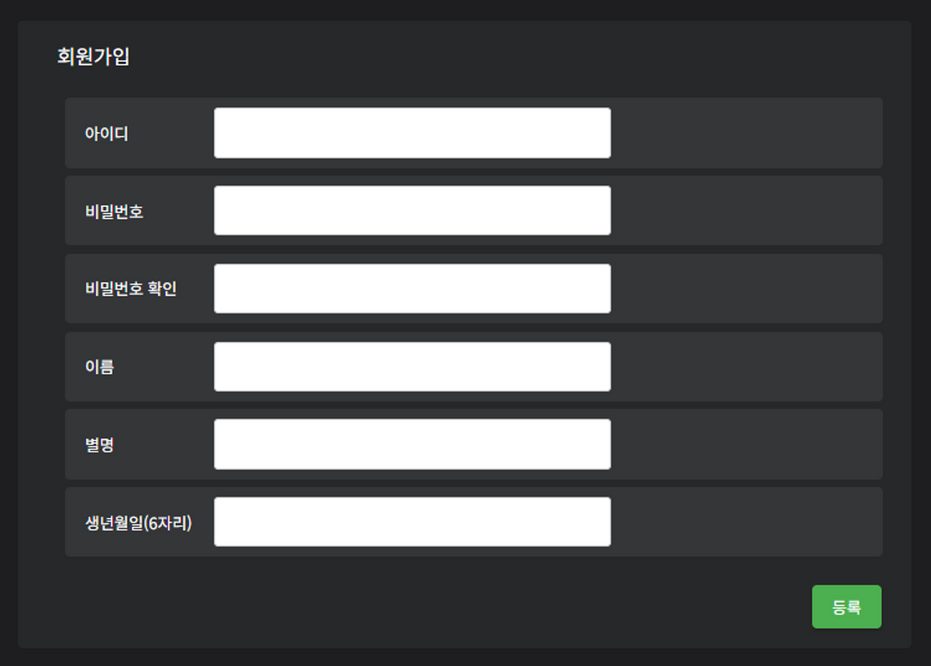 회원가입
아이디
비밀번호
비밀번호 확인
이름
별명
생년월일(6자리)
등록